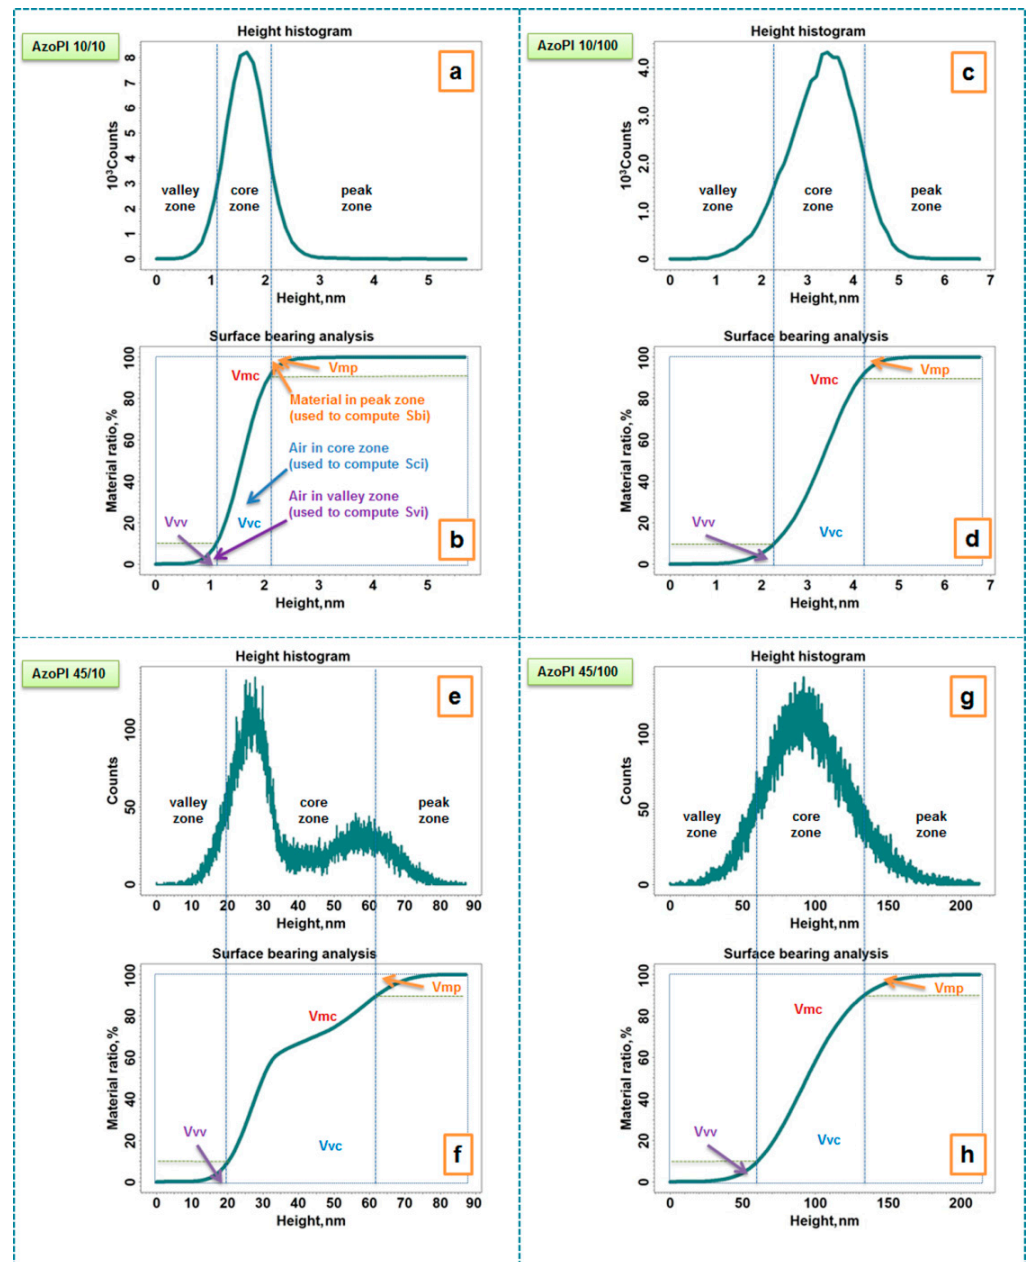 AzoPI 10/10
Height histogram
a
10³Counts
8
7
6
5
4
3
2
1
0
valley zone
core zone
peak zone
0 1 2 3 4 5
Height,nm
Surface bearing analysis
b
Material ratio,%
100
80
60
40
20
0
Vmc
Vmp
Material in peak zone
(used to compute Sbi)
Air in core zone
(used to compute Sci)
Air in valley zone
(used to compute Svi)
Vvv
Vvc
0 1 2 3 4 5
Height,nm
AzoPI 10/100
Height histogram
c
10³Counts
4.0
3.0
2.0
1.0
0
valley zone
core zone
peak zone
0 1 2 3 4 5 6 7
Height,nm
Surface bearing analysis
d
Material ratio,%
100
80
60
40
20
0
Vmc
Vmp
Vvv
Vvc
0 1 2 3 4 5 6 7
Height,nm
AzoPI 45/10
Height histogram
e
Counts
100
50
0
valley zone
core zone
peak zone
0 10 20 30 40 50 60 70 80 90
Height,nm
Surface bearing analysis
f
Material ratio,%
100
80
60
40
20
0
Vmc
Vmp
Vvv
Vvc
0 10 20 30 40 50 60 70 80 90
Height,nm
AzoPI 45/100
Height histogram
g
Counts
100
50
0
valley zone
core zone
peak zone
0 50 100 150 200
Height,nm
Surface bearing analysis
h
Material ratio,%
100
80
60
40
20
0
Vmc
Vmp
Vvv
Vvc
0 50 100 150 200
Height,nm